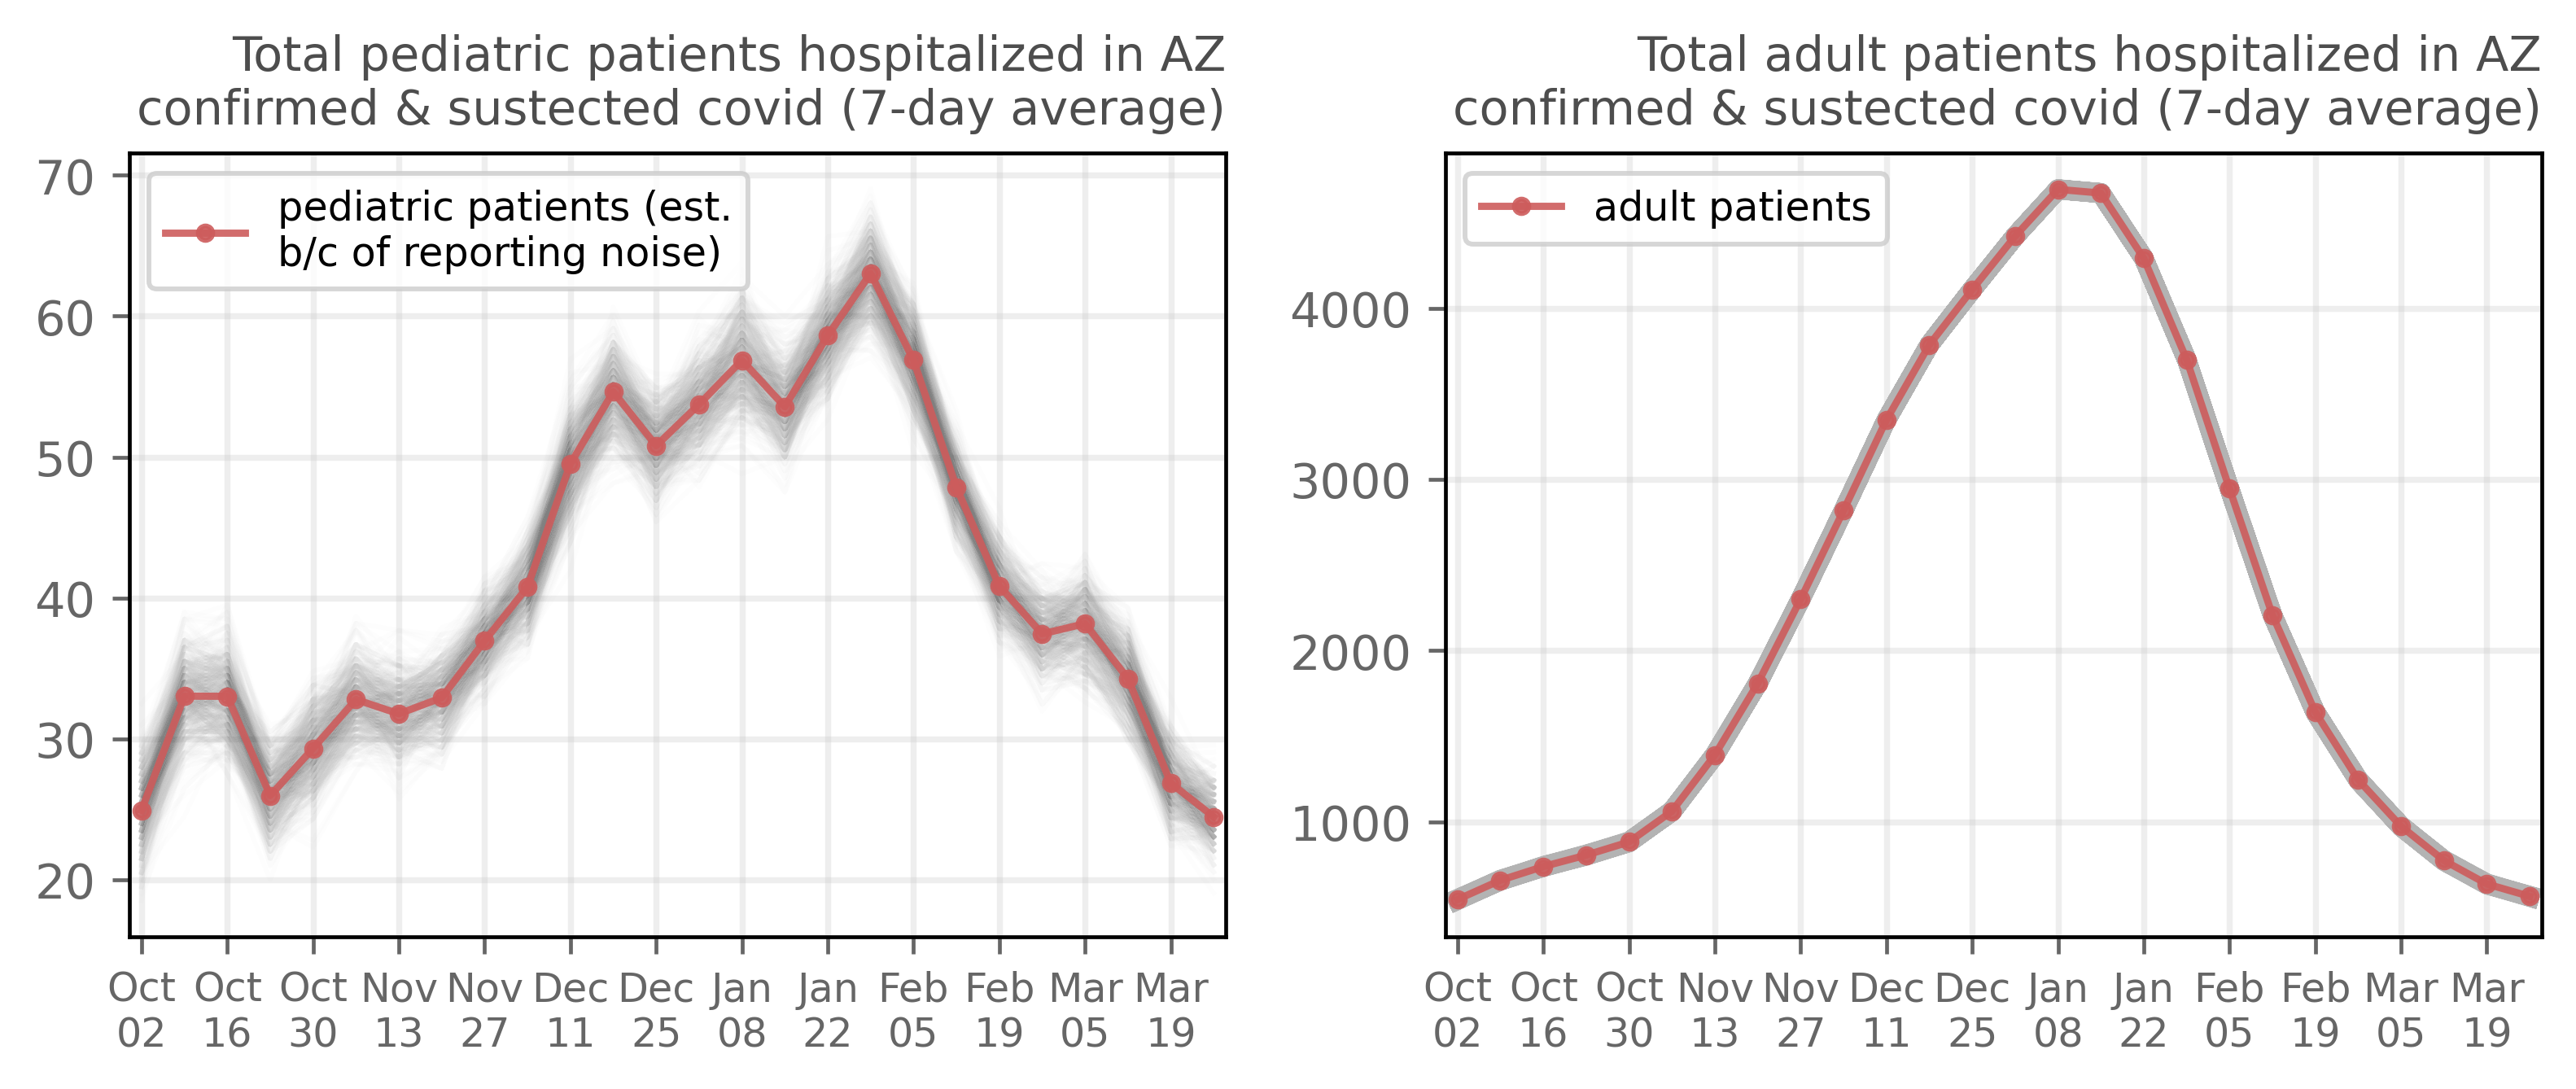 Total pediatric patients hospitalized in AZ
confirmed & sustected covid (7-day average)
pediatric patients (est.
b/c of reporting noise)
70
60
50
40
30
20
Oct Oct Oct Nov Nov Dec Dec Jan Jan Feb Feb Mar Mar
02 16 30 13 27 11 25 08 22 05 19 05 19
Total adult patients hospitalized in AZ
confirmed & sustected covid (7-day average)
adult patients
4000
3000
2000
1000
Oct Oct Oct Nov Nov Dec Dec Jan Jan Feb Feb Mar Mar
02 16 30 13 27 11 25 08 22 05 19 05 19